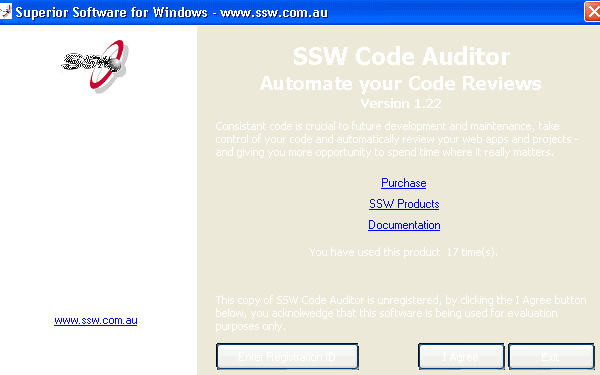 Superior Software for Windows - www.ssw.com.au
SSW
SSW Code Auditor
Automate your Code Reviews
Version 1.22
Consistant code is crucial to future development and maintenance, take
control of your code and automatically review your web apps and projects -
and giving you more opportunity to spend time where it really matters.
Purchase
SSW Products
Documentation
You have used this product 17 time(s).
www.ssw.com.au
This copy of SSW Code Auditor is unregistered, by clicking the I Agree button
below, you acknolwedge that this software is being used for evaluation
purposes only.
Enter Registration ID
I Agree
Exit